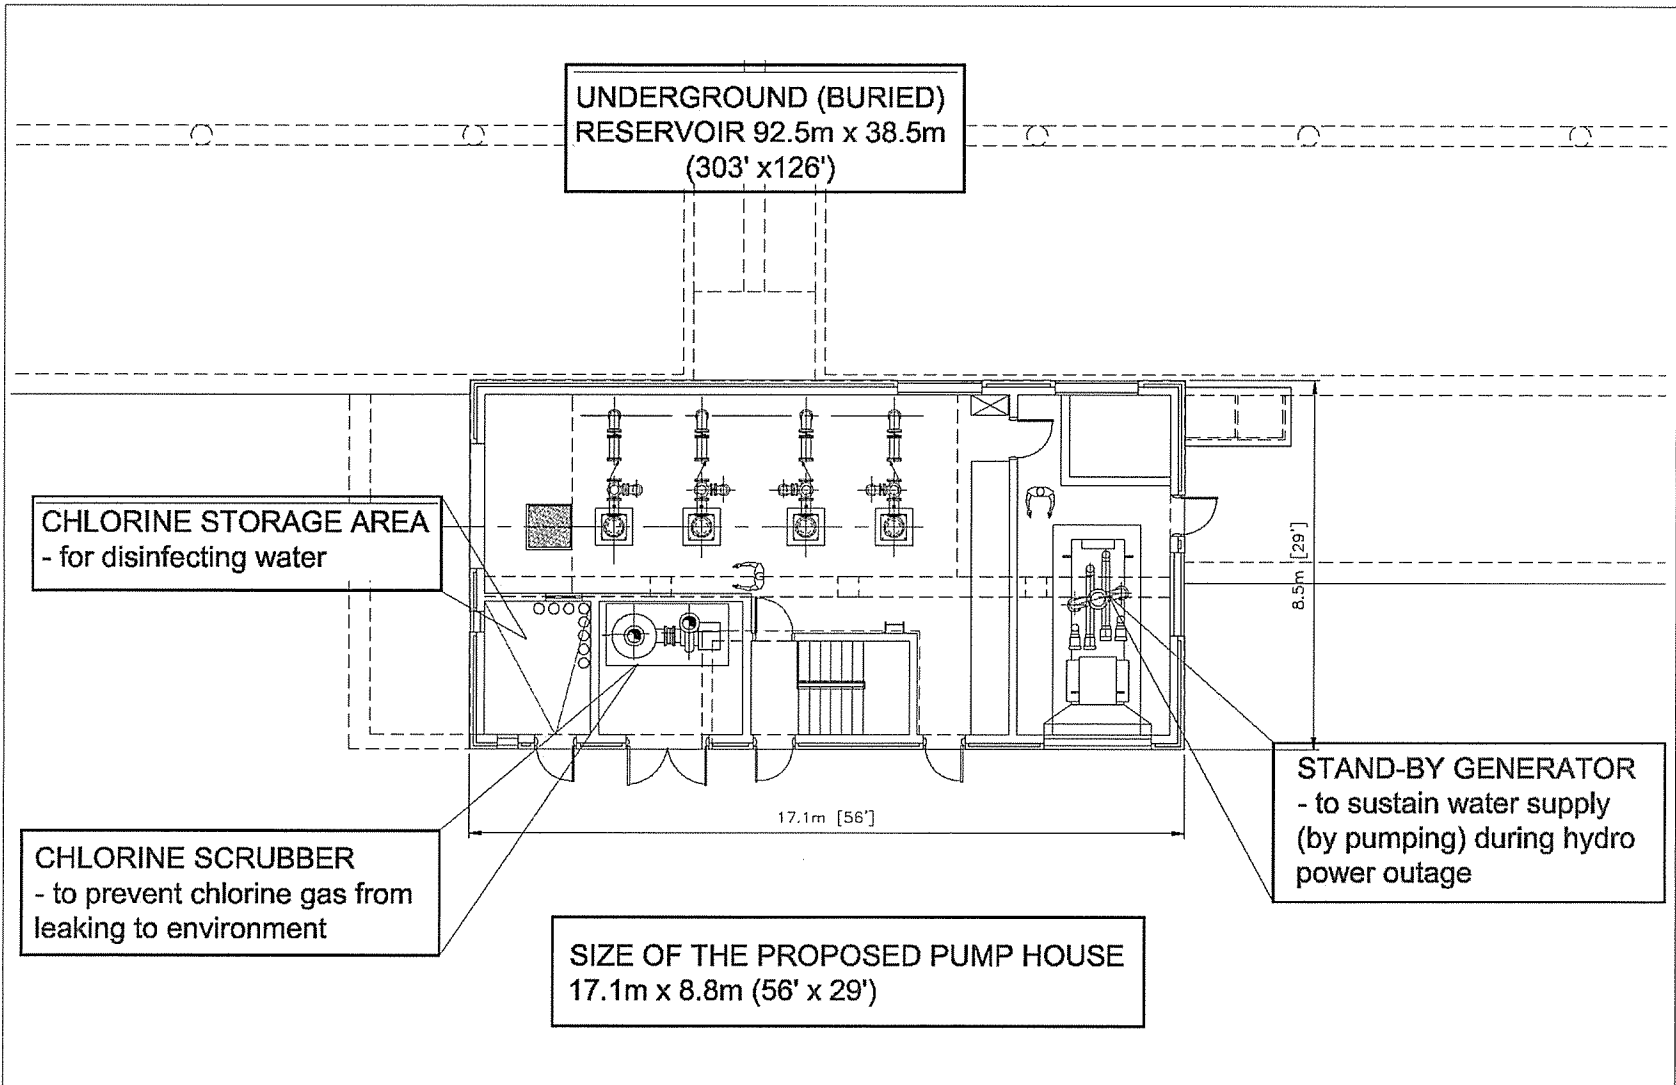 UNDERGROUND (BURIED)
RESERVOIR 92.5m x 38.5m
(303' x126')
CHLORINE STORAGE AREA
- for disinfecting water
8.5m [29']
17.1m [56']
STAND-BY GENERATOR
- to sustain water supply
(by pumping) during hydro
power outage
CHLORINE SCRUBBER
- to prevent chlorine gas from
leaking to environment
SIZE OF THE PROPOSED PUMP HOUSE
17.1m x 8.8m (56' x 29')